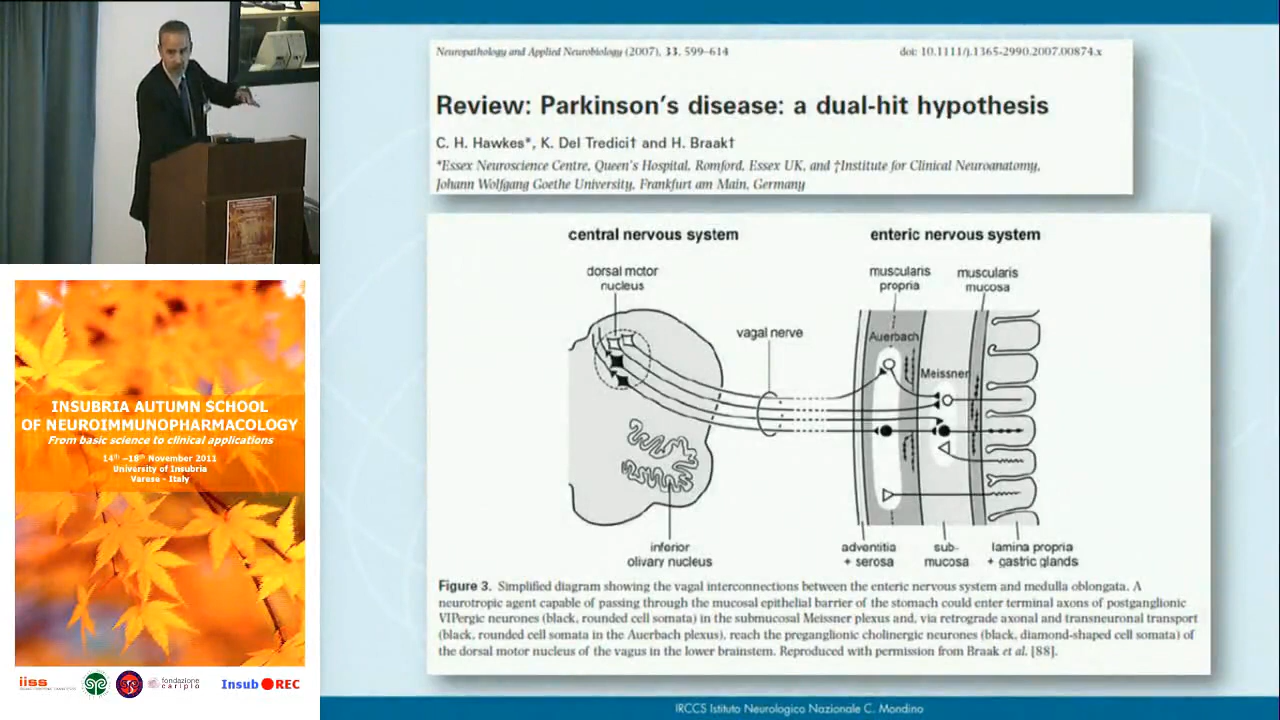 Neuropathology and Applied Neurobiology (2007), 33, 599–614
doi: 10.1111/j.1365-2990.2007.00874.x
Review: Parkinson's disease: a dual-hit hypothesis
C. H. Hawkes*, K. Del Tredici† and H. Braak†
*Essex Neuroscience Centre, Queen's Hospital, Romford, Essex UK, and †Institute for Clinical Neuroanatomy,
Johann Wolfgang Goethe University, Frankfurt am Main, Germany
central nervous system
enteric nervous system
dorsal motor
nucleus
muscularis
propria
muscularis
mucosa
vagal nerve
Auerbach
Meissner
inferior
olivary nucleus
adventitia
+ serosa
sub-
mucosa
lamina propria
+ gastric glands
Figure 3. Simplified diagram showing the vagal interconnections between the enteric nervous system and medulla oblongata. A
neurotropic agent capable of passing through the mucosal epithelial barrier of the stomach could enter terminal axons of postganglionic
VIPergic neurones (black, rounded cell somata) in the submucosal Meissner plexus and, via retrograde axonal and transneuronal transport
(black, rounded cell somata in the Auerbach plexus), reach the preganglionic cholinergic neurones (black, diamond-shaped cell somata) of
the dorsal motor nucleus of the vagus in the lower brainstem. Reproduced with permission from Braak et al. [88].
IRCCS Istituto Neurologico Nazionale C. Mondino
INSUBRIA AUTUMN SCHOOL
OF NEUROIMMUNOPHARMACOLOGY
From basic science to clinical applications
14th –18th November 2011
University of Insubria
Varese - Italy
iiss
fondazione
cariplo
Insub REC